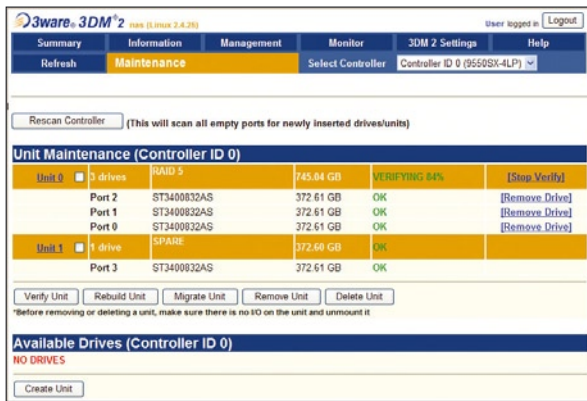 3ware® 3DM®2 nas (Linux 2.4.26) User logged in Logout
Summary Information Management Monitor 3DM 2 Settings Help
Refresh Maintenance Select Controller Controller ID 0 (9550SX-4LP)
Rescan Controller (This will scan all empty ports for newly inserted drives/units)
Unit Maintenance (Controller ID 0)
Unit 0 3 drives RAID 5 745.04 GB VERIFYING 84% [Stop Verify]
Port 2 ST3400832AS 372.61 GB OK [Remove Drive]
Port 1 ST3400832AS 372.61 GB OK [Remove Drive]
Port 0 ST3400832AS 372.61 GB OK [Remove Drive]
Unit 1 1 drive SPARE 372.60 GB OK
Port 3 ST3400832AS 372.61 GB OK
Verify Unit Rebuild Unit Migrate Unit Remove Unit Delete Unit
*Before removing or deleting a unit, make sure there is no I/O on the unit and unmount it
Available Drives (Controller ID 0)
NO DRIVES
Create Unit